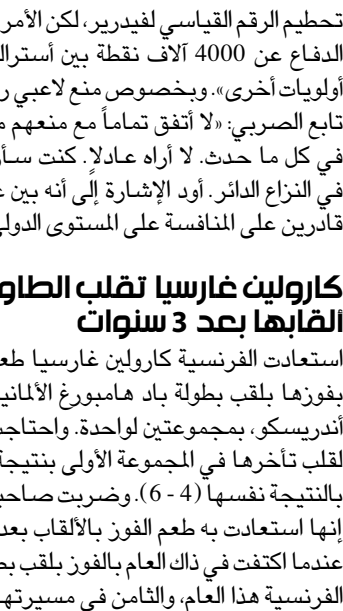 تحطيم الرقم القياسي لفيدرير، لكن الأمر
الدفاع عن 4000 آلاف نقطة بين أسترال
أولويات أخرى». وبخصوص منع لاعبي ر
تابع الصربي: «لا أتفق تماماً مع منعهم م
في كل ما حدث. لا أراه عادلاً. كنت سأ
في النزاع الدائر. أود الإشارة إلى أنه بين ع
قادرين على المنافسة على المستوى الدولي
كارولين غارسيا تقلب الطاو
ألقابها بعد 3 سنوات
استعادت الفرنسية كارولين غارسيا طع
بفوزها بلقب بطولة باد هامبورغ الألماني
أندريسكو، بمجموعتين لواحدة. واحتاجت
لقلب تأخرها في المجموعة الأولى بنتيجة
بالنتيجة نفسها (4 - 6). وضربت صاحب
إنها استعادت به طعم الفوز بالألقاب بعد
عندما اكتفت في ذاك العام بالفوز بلقب بط
الفرنسية هذا العام، والثامن في مسيرته